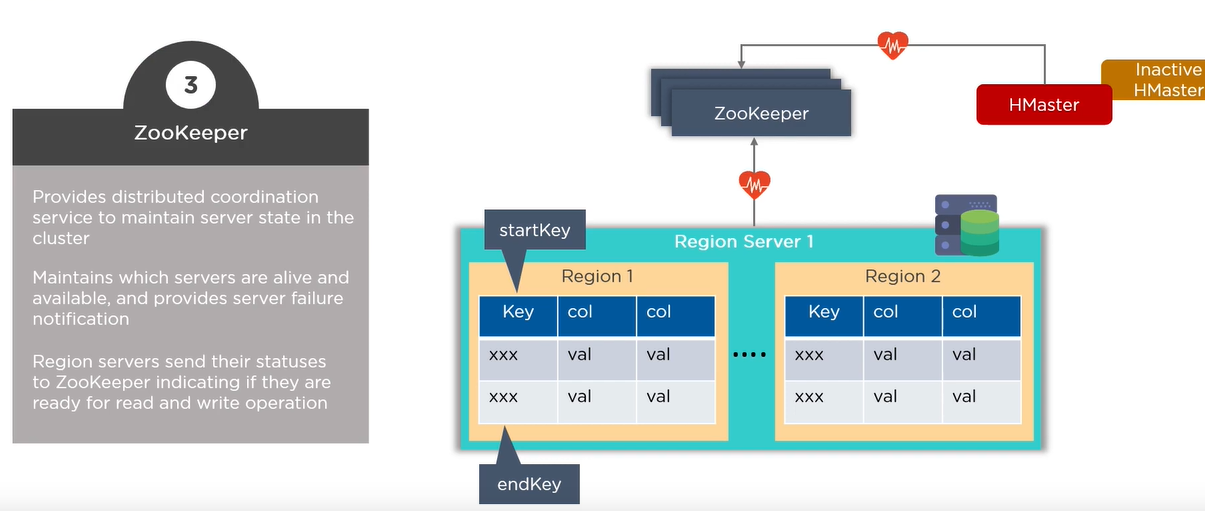 3
ZooKeeper
Provides distributed coordination
service to maintain server state in the
cluster
Maintains which servers are alive and
available, and provides server failure
notification
Region servers send their statuses
to ZooKeeper indicating if they are
ready for read and write operation
Inactive
HMaster
HMaster
ZooKeeper
startKey
Region Server 1
Region 1
Key col col
xxx val val
xxx val val
....
Region 2
Key col col
xxx val val
xxx val val
endKey